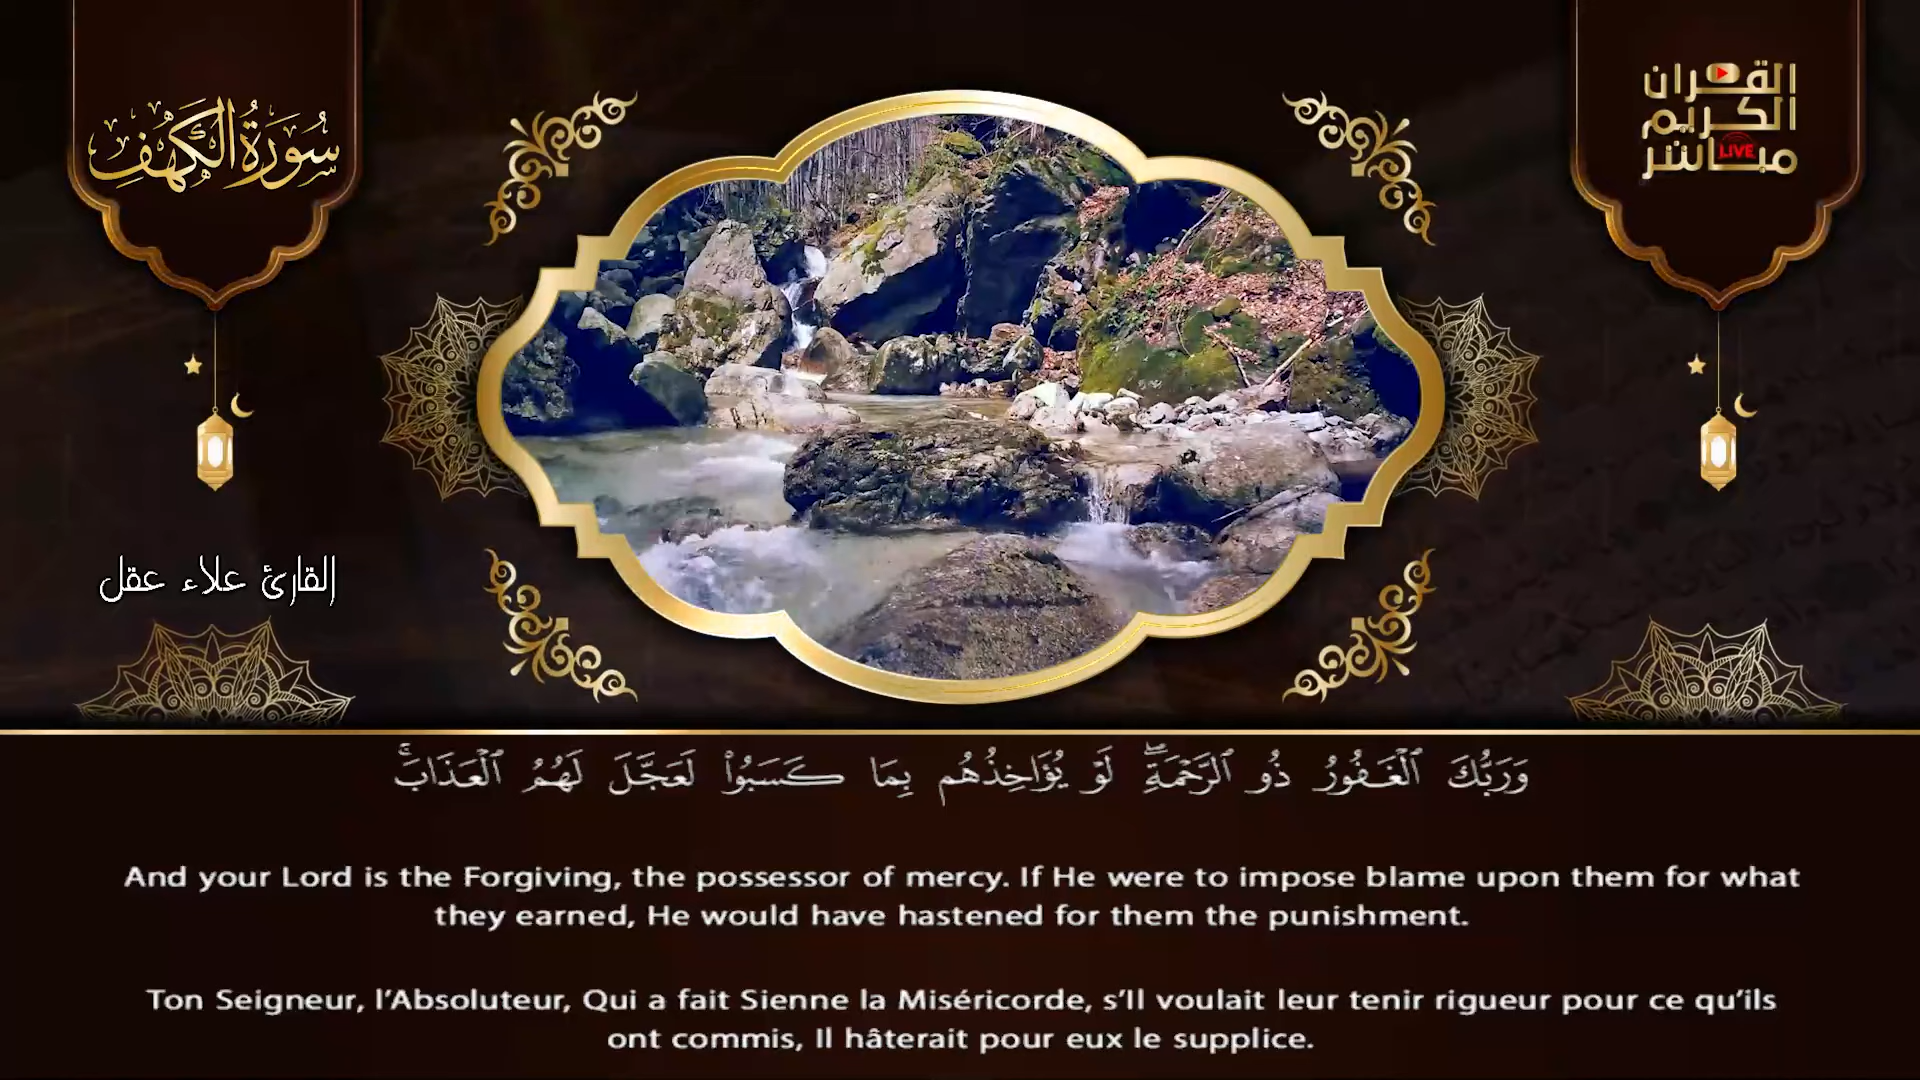 سُورَةُ الكَهْفِ
القرآن
الكريم
مباشر
LIVE
القارئ علاء عقل
وَرَبُّكَ ٱلْغَفُورُ ذُو ٱلرَّحْمَةِۖ لَوْ يُؤَاخِذُهُم بِمَا كَسَبُوا۟ لَعَجَّلَ لَهُمُ ٱلْعَذَابَۚ
And your Lord is the Forgiving, the possessor of mercy. If He were to impose blame upon them for what
they earned, He would have hastened for them the punishment.
Ton Seigneur, l'Absoluteur, Qui a fait Sienne la Miséricorde, s'Il voulait leur tenir rigueur pour ce qu'ils
ont commis, Il hâterait pour eux le supplice.